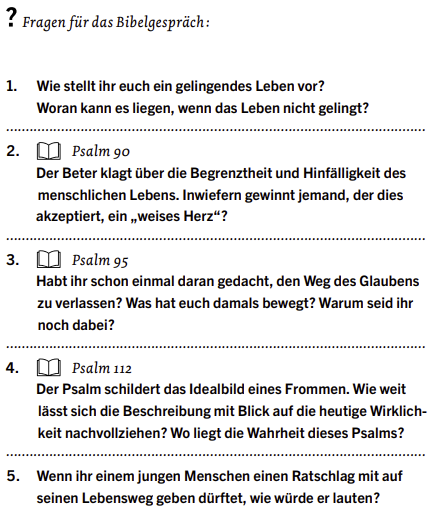 ? Fragen für das Bibelgespräch:
1. Wie stellt ihr euch ein gelingendes Leben vor?
Woran kann es liegen, wenn das Leben nicht gelingt?
2. Psalm 90
Der Beter klagt über die Begrenztheit und Hinfälligkeit des
menschlichen Lebens. Inwiefern gewinnt jemand, der dies
akzeptiert, ein „weises Herz“?
3. Psalm 95
Habt ihr schon einmal daran gedacht, den Weg des Glaubens
zu verlassen? Was hat euch damals bewegt? Warum seid ihr
noch dabei?
4. Psalm 112
Der Psalm schildert das Idealbild eines Frommen. Wie weit
lässt sich die Beschreibung mit Blick auf die heutige Wirklich-
keit nachvollziehen? Wo liegt die Wahrheit dieses Psalms?
5. Wenn ihr einem jungen Menschen einen Ratschlag mit auf
seinen Lebensweg geben dürftet, wie würde er lauten?